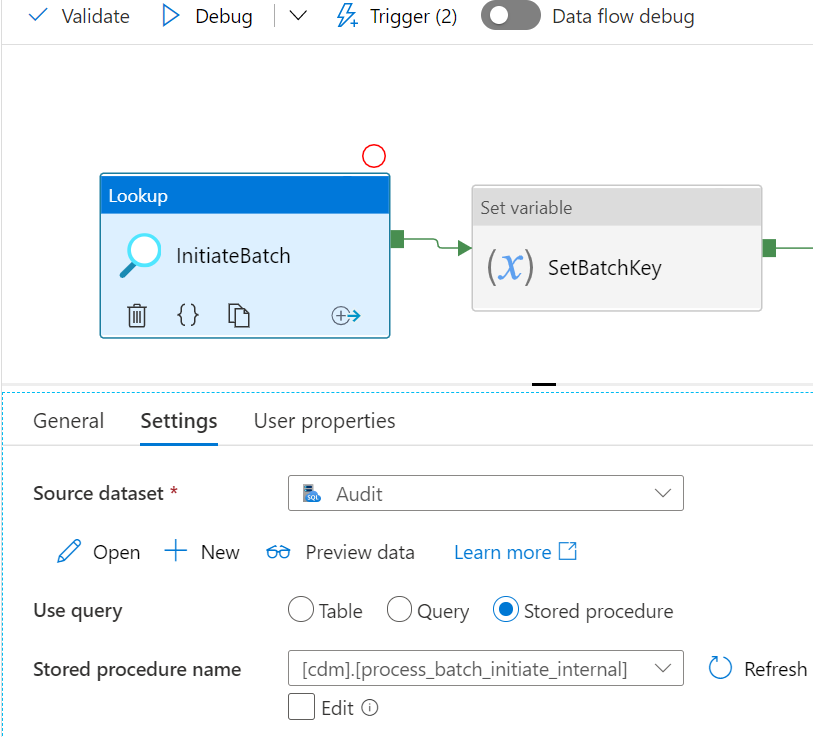 Validate Debug Trigger (2) Data flow debug
Lookup
InitiateBatch
Set variable
(x) SetBatchKey
General Settings User properties
Source dataset * SQL Audit
Open New Preview data Learn more
Use query Table Query Stored procedure
Stored procedure name [cdm].[process_batch_initiate_internal] Refresh
Edit